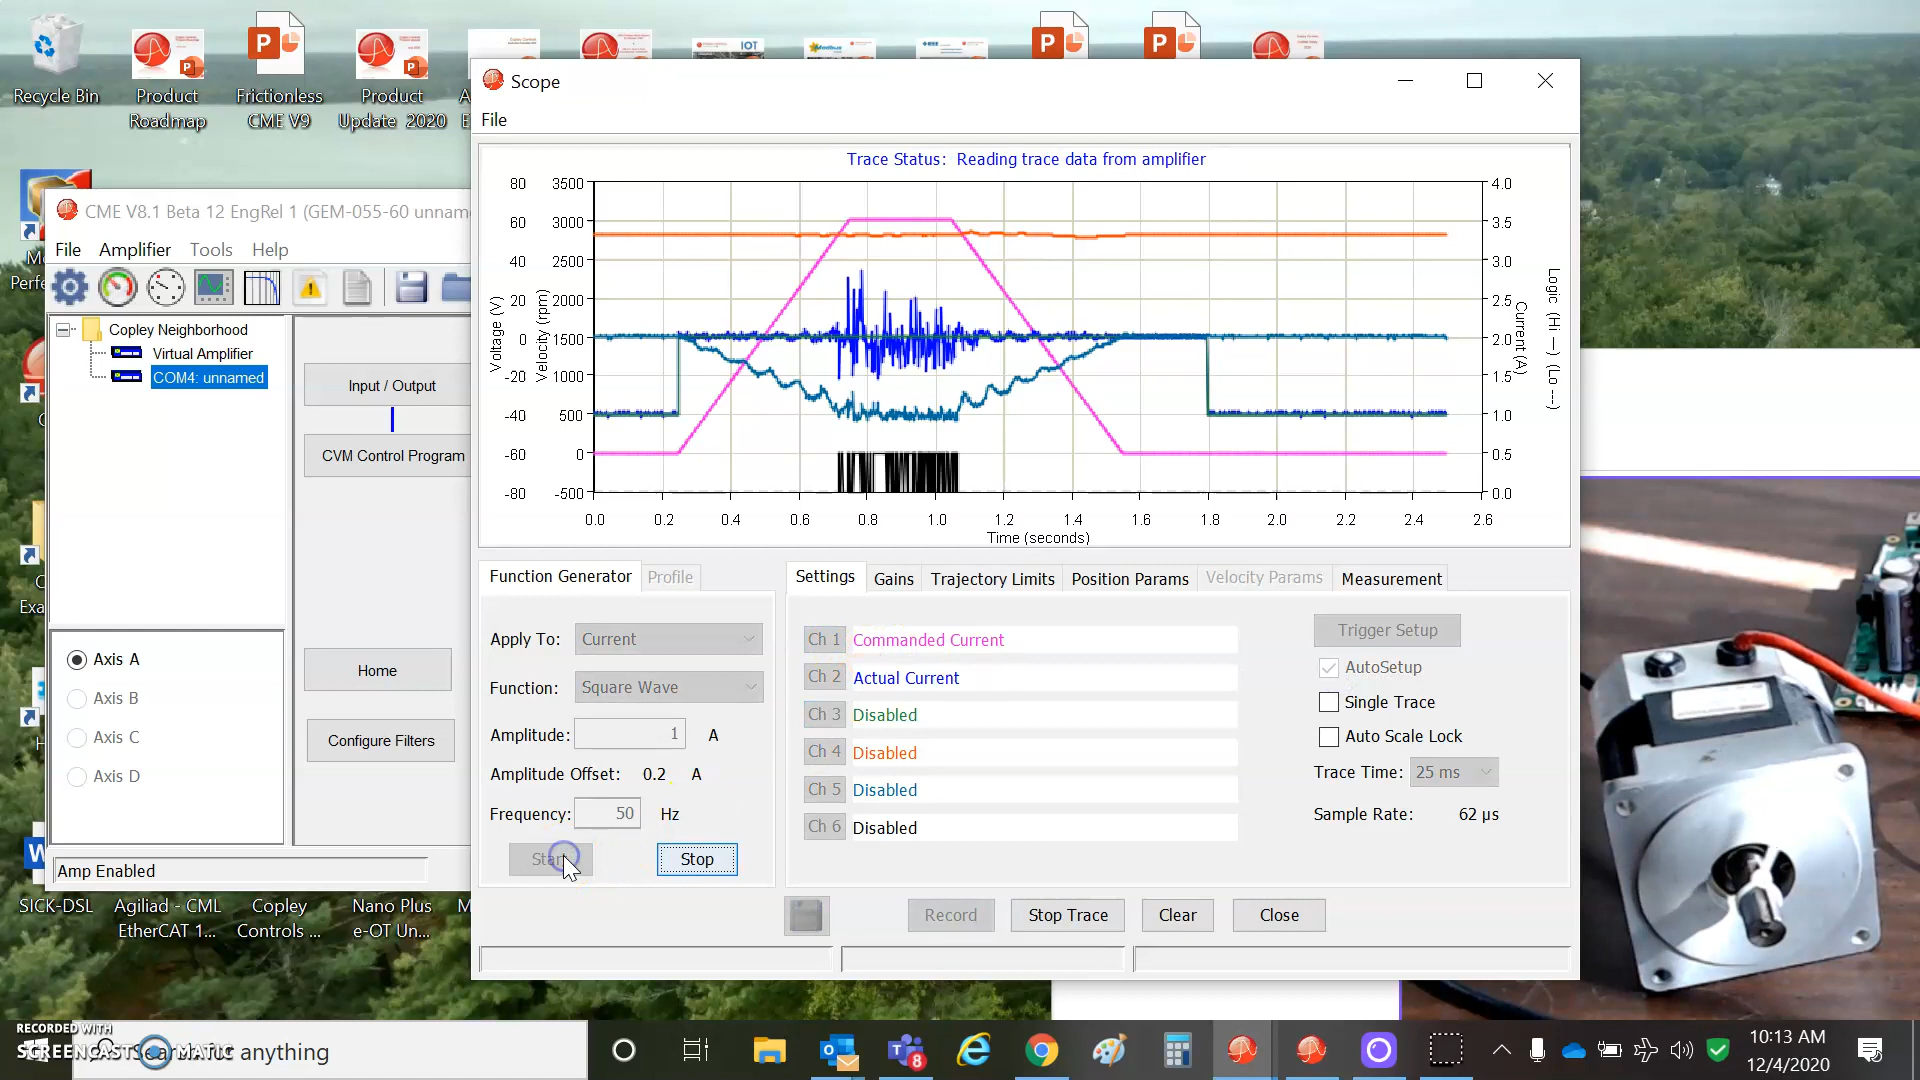 Recycle Bin
Product
Roadmap
Frictionless
CME V9
Product
Update 2020
IOT
Modbus
IEEE
Scope
File
Trace Status: Reading trace data from amplifier
80
60
40
20
0
-20
-40
-60
-80
Voltage (V)
3500
3000
2500
2000
1500
1000
500
0
-500
Velocity (rpm)
4.0
3.5
3.0
2.5
2.0
1.5
1.0
0.5
0.0
Current (A)
Logic (Hi —) (Lo ----)
0.0 0.2 0.4 0.6 0.8 1.0 1.2 1.4 1.6 1.8 2.0 2.2 2.4 2.6
Time (seconds)
CME V8.1 Beta 12 EngRel 1 (GEM-055-60 unnam
File Amplifier Tools Help
Copley Neighborhood
Virtual Amplifier
COM4: unnamed
Input / Output
CVM Control Program
Axis A
Axis B
Axis C
Axis D
Home
Configure Filters
Amp Enabled
Function Generator Profile
Apply To: Current
Function: Square Wave
Amplitude: 1 A
Amplitude Offset: 0.2 A
Frequency: 50 Hz
Stop
Settings Gains Trajectory Limits Position Params Velocity Params Measurement
Ch 1 Commanded Current
Ch 2 Actual Current
Ch 3 Disabled
Ch 4 Disabled
Ch 5 Disabled
Ch 6 Disabled
Trigger Setup
AutoSetup
Single Trace
Auto Scale Lock
Trace Time: 25 ms
Sample Rate: 62 µs
Record Stop Trace Clear Close
SICK-DSL
Agiliad - CML
EtherCAT 1...
Copley
Controls ...
Nano Plus
e-OT Un...
RECORDED WITH
SCREENCAST MATIC
anything
8
10:13 AM
12/4/2020